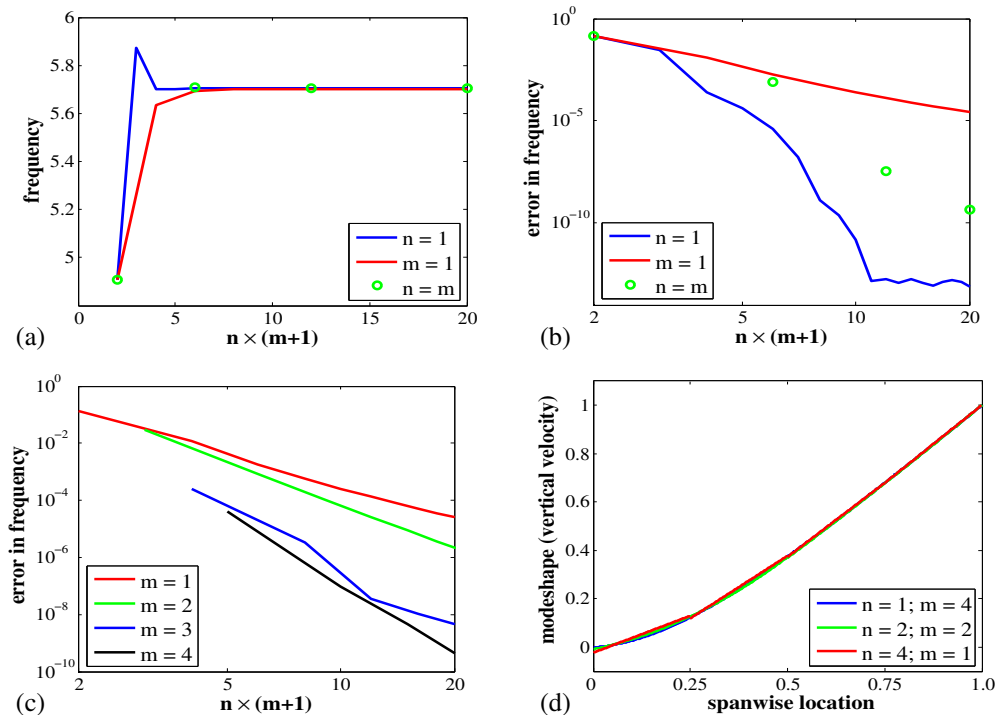 6
5.8
5.6
5.4
5.2
5
frequency
0
5
10
15
20
n × (m+1)
n = 1
m = 1
n = m
(a)
10^0
10^-5
10^-10
error in frequency
2
5
10
20
n × (m+1)
n = 1
m = 1
n = m
(b)
10^0
10^-2
10^-4
10^-6
10^-8
10^-10
error in frequency
2
5
10
20
n × (m+1)
m = 1
m = 2
m = 3
m = 4
(c)
1
0.8
0.6
0.4
0.2
0
modeshape (vertical velocity)
0
0.25
0.50
0.75
1.0
spanwise location
n = 1; m = 4
n = 2; m = 2
n = 4; m = 1
(d)